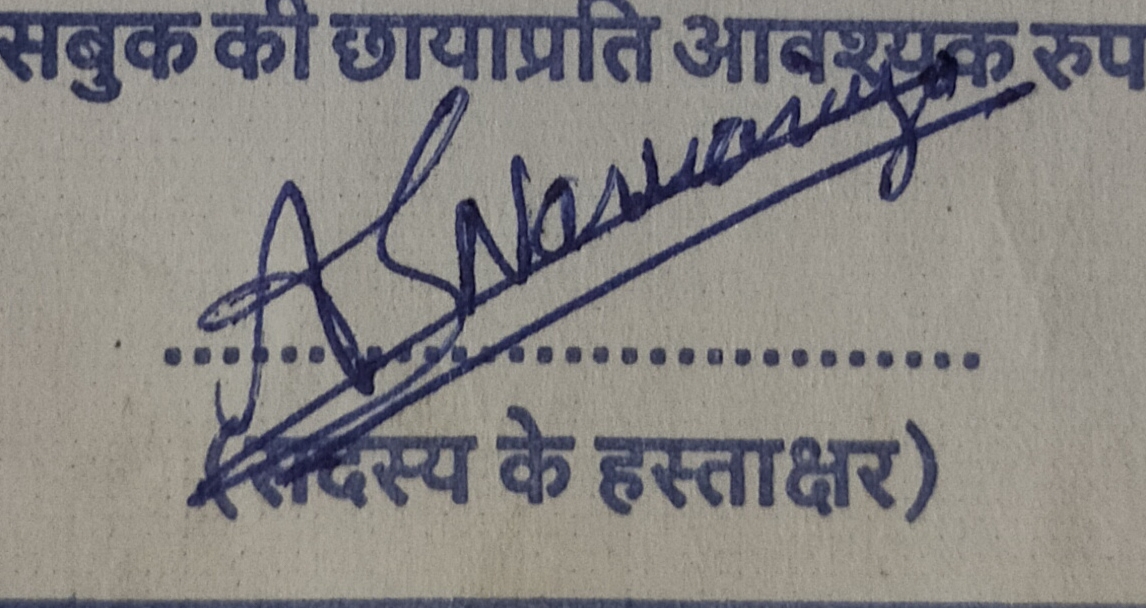 सबुक की छायाप्रति आवश्यक रुप
(सदस्य के हस्ताक्षर)